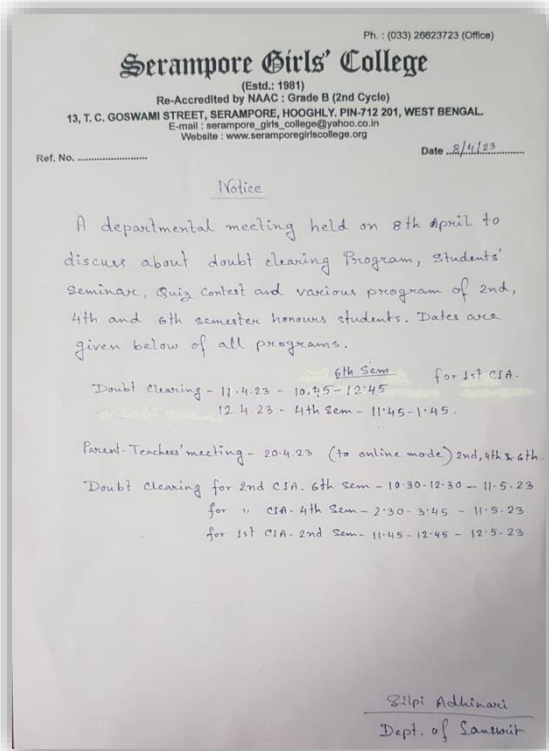 Ph. : (033) 26623723 (Office)
Serampore Girls' College
(Estd.: 1981)
Re-Accredited by NAAC : Grade B (2nd Cycle)
13, T. C. GOSWAMI STREET, SERAMPORE, HOOGHLY. PIN-712 201, WEST BENGAL.
E-mail : serampore_girls_college@yahoo.co.in
Website : www.seramporegirlscollege.org
Ref. No. ........................ Date ..8/4/23..........
Notice
A departmental meeting held on 8th April to
discuss about doubt clearing Program, Students'
Seminar, Quiz Contest and various program of 2nd,
4th and 6th semester honours students. Dates are
given below of all programs.
6th Sem
Doubt Clearing - 11.4.23 - 10.45-12.45 for 1st CIA.
12.4.23 - 4th Sem - 11.45-1.45.
Parent-Teachers' meeting - 20.4.23 (to online mode) 2nd, 4th & 6th.
Doubt Clearing for 2nd CIA. 6th Sem - 10.30-12.30 - 11.5.23
for " CIA - 4th Sem - 2.30-3.45 - 11.5.23
for 1st CIA - 2nd Sem - 11.45-12.45 - 12.5.23
Silpi Adhikari
Dept. of Sanskrit